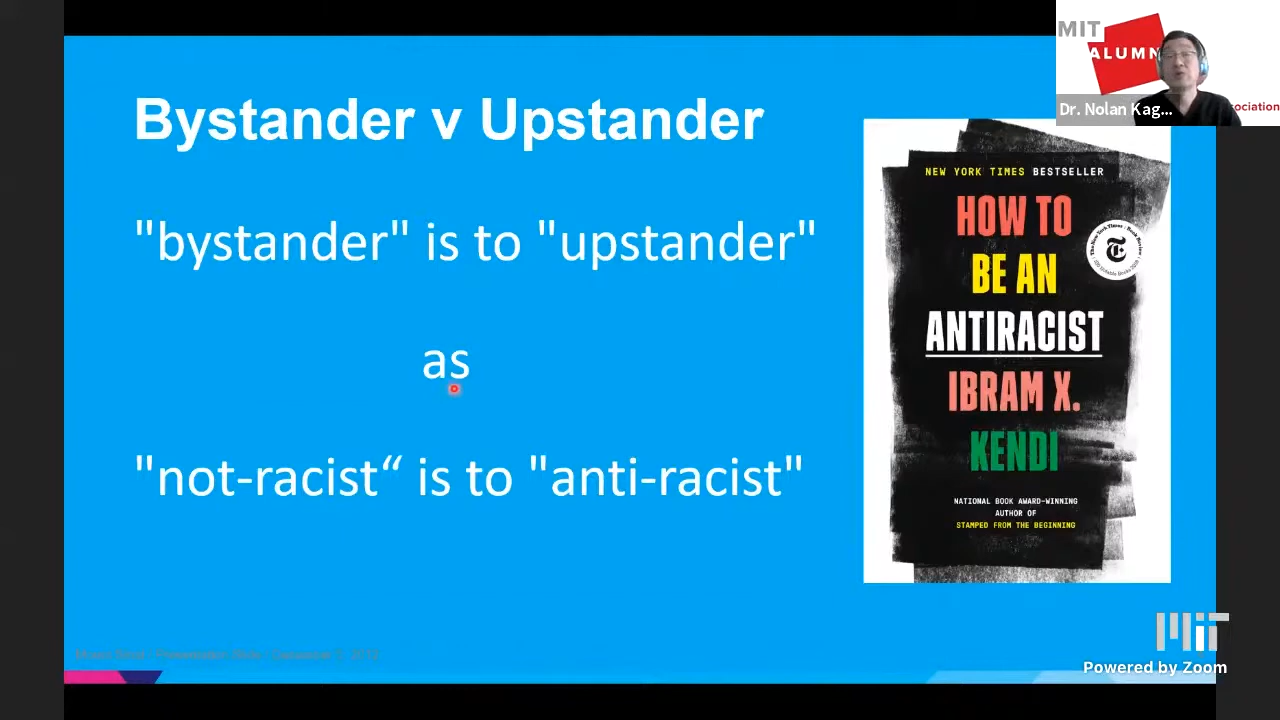 Bystander v Upstander
"bystander" is to "upstander"
as
"not-racist“ is to "anti-racist"
NEW YORK TIMES BESTSELLER
HOW TO
BE AN
ANTIRACIST
IBRAM X.
KENDI
NATIONAL BOOK AWARD-WINNING
AUTHOR OF
STAMPED FROM THE BEGINNING
MIT
ALUMN
Dr. Nolan Kag...
ociation
MIT
Powered by Zoom